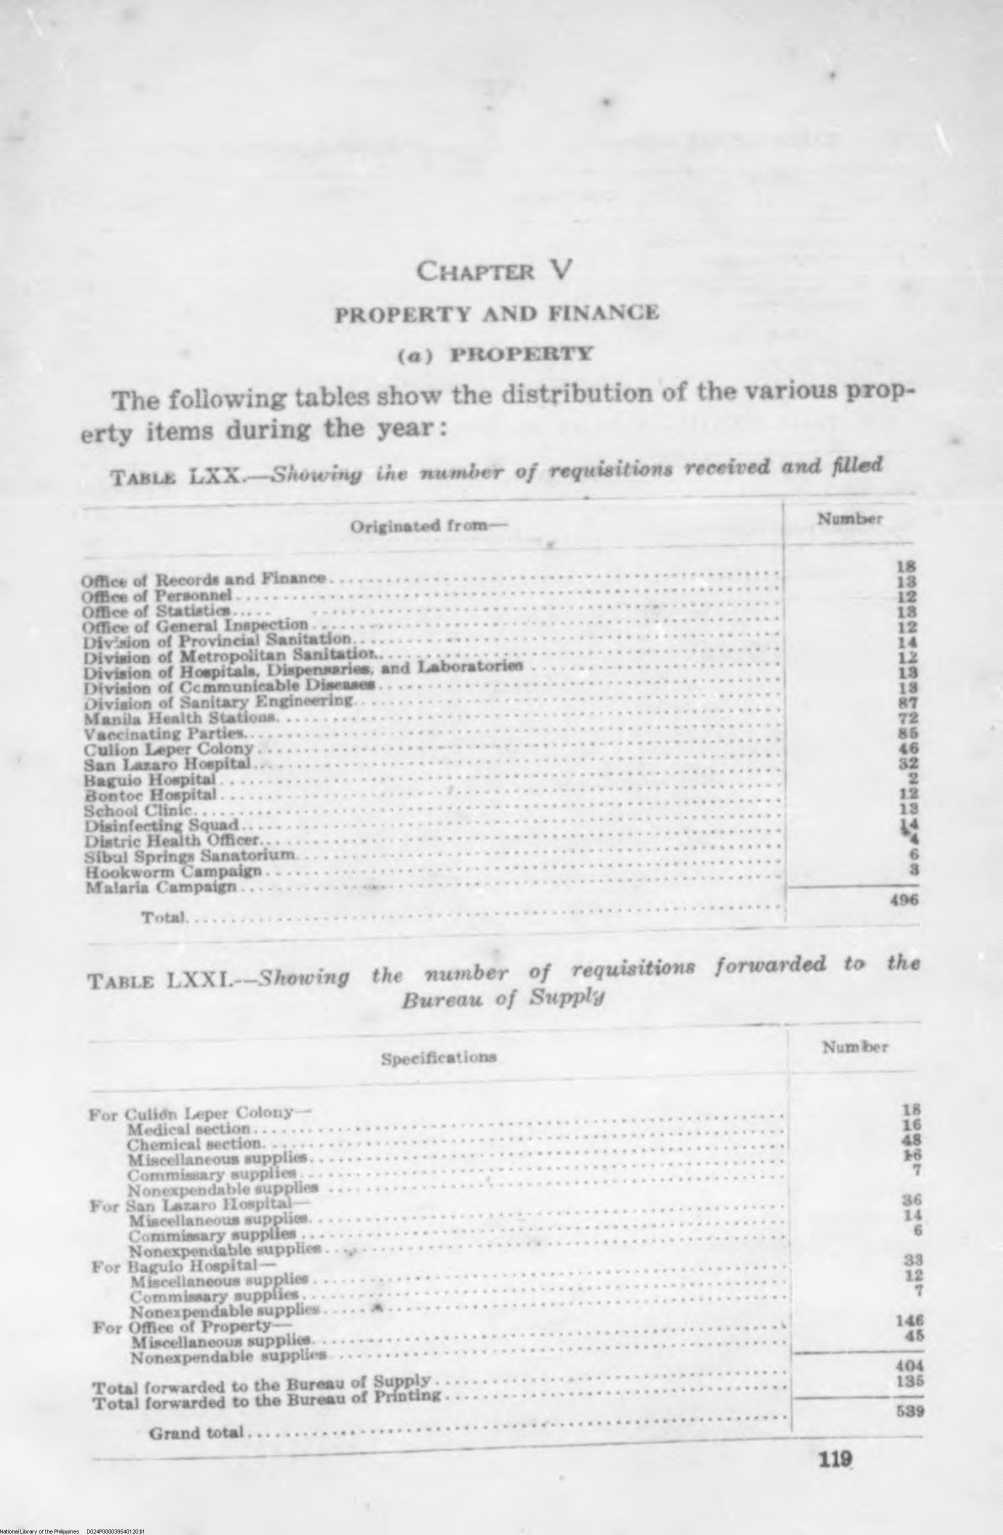 CHAPTER V
PROPERTY AND FINANCE
(a) PROPERTY
The following tables show the distribution of the various prop-
erty items during the year:
TABLE LXX.—Showing the number of requisitions received and filled
Originated from— Number
Office of Records and Finance 18
Office of Personnel 13
Office of Statistics 12
Office of General Inspection 13
Division of Provincial Sanitation 12
Division of Metropolitan Sanitation 14
Division of Hospitals, Dispensaries, and Laboratories 12
Division of Communicable Diseases 13
Division of Sanitary Engineering 13
Manila Health Stations 87
Vaccinating Parties 72
Culion Leper Colony 85
San Lazaro Hospital 46
Baguio Hospital 32
Bontoc Hospital 2
School Clinic 12
Disinfecting Squad 13
Distric Health Officer 14
Sibul Springs Sanatorium 4
Hookworm Campaign 6
Malaria Campaign 3
Total 496
TABLE LXXI.—Showing the number of requisitions forwarded to the
Bureau of Supply
Specifications Number
For Culion Leper Colony—
Medical section 18
Chemical section 16
Miscellaneous supplies 48
Commissary supplies 16
Nonexpendable supplies 7
For San Lazaro Hospital—
Miscellaneous supplies 36
Commissary supplies 14
Nonexpendable supplies 6
For Baguio Hospital—
Miscellaneous supplies 33
Commissary supplies 12
Nonexpendable supplies 7
For Office of Property—
Miscellaneous supplies 146
Nonexpendable supplies 45
404
Total forwarded to the Bureau of Supply
Total forwarded to the Bureau of Printing 135
Grand total 539
119
National Library of the Philippines